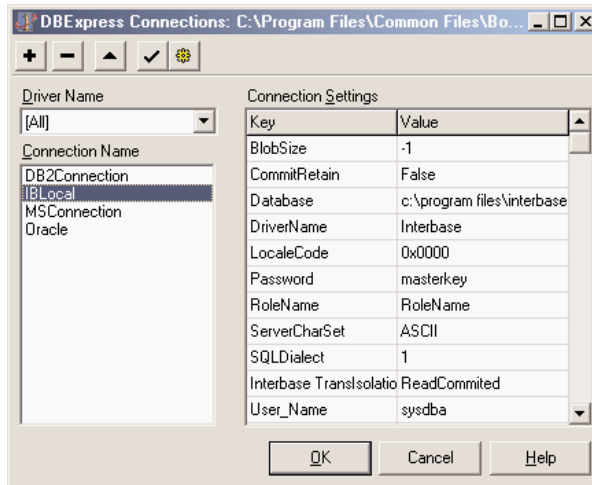 DBExpress Connections: C:\Program Files\Common Files\Bo...
Driver Name
[All]
Connection Name
DB2Connection
IBLocal
MSConnection
Oracle
Connection Settings
Key Value
BlobSize -1
CommitRetain False
Database c:\program files\interbase
DriverName Interbase
LocaleCode 0x0000
Password masterkey
RoleName RoleName
ServerCharSet ASCII
SQLDialect 1
Interbase TransIsolatio ReadCommited
User_Name sysdba
OK Cancel Help